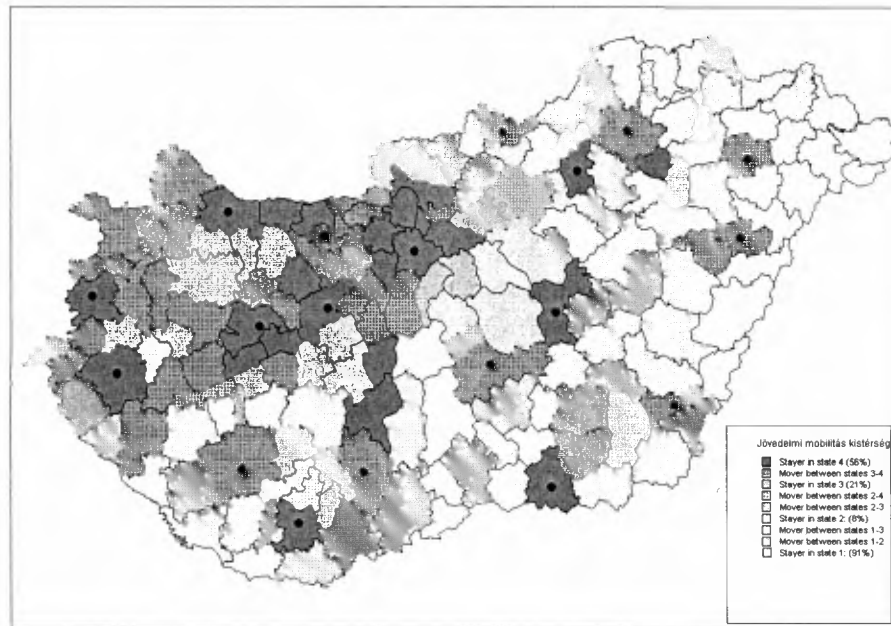 Jövedelmi mobilitás kistérség
Stayer in state 4 (56%)
Mover between states 3-4
Stayer in state 3 (21%)
Mover between states 2-4
Mover between states 2-3
Stayer in state 2: (8%)
Mover between states 1-3
Mover between states 1-2
Stayer in state 1: (91%)